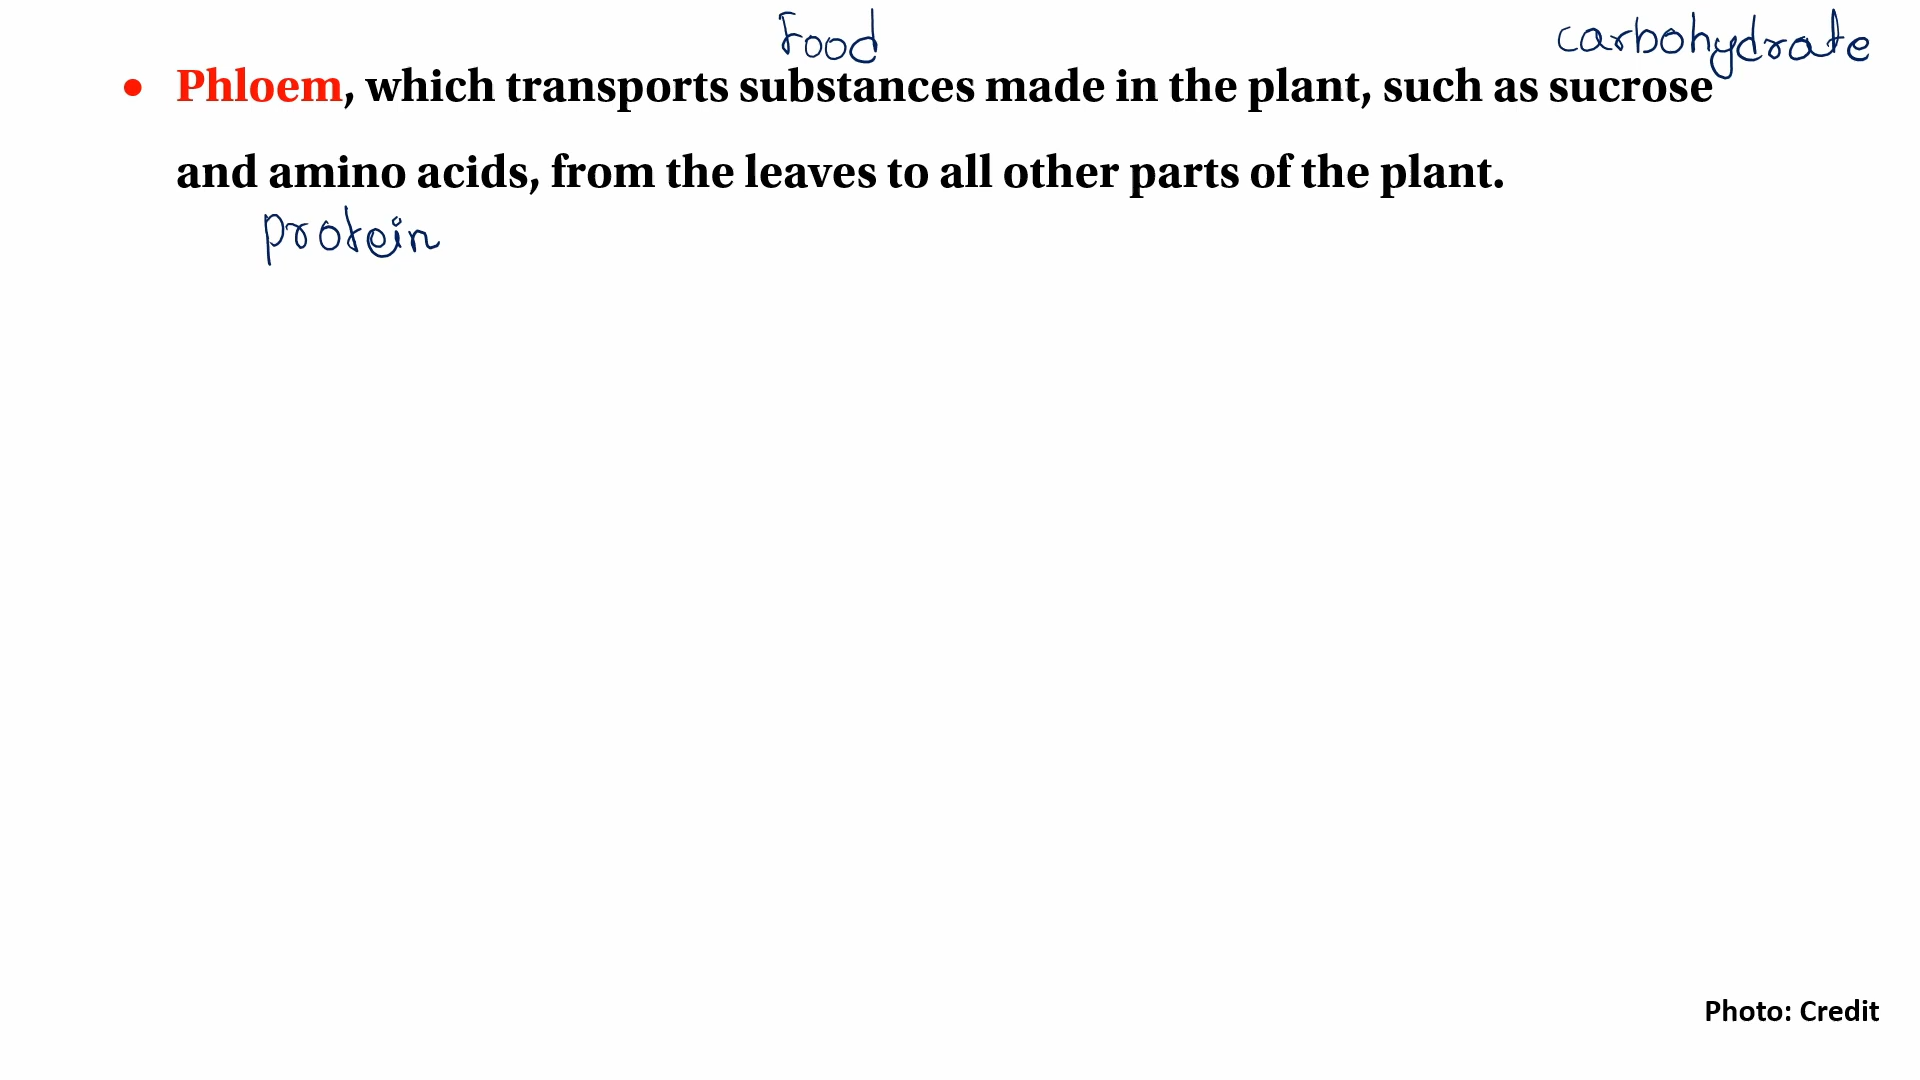 Food carbohydrate
• Phloem, which transports substances made in the plant, such as sucrose
and amino acids, from the leaves to all other parts of the plant.
protein
Photo: Credit